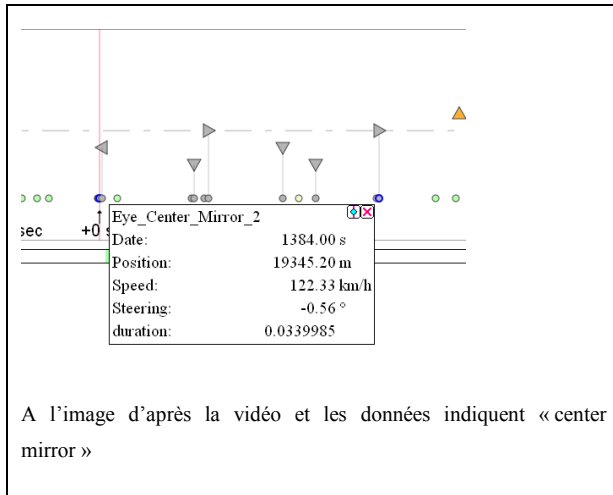 sec +0 s
Eye_Center_Mirror_2
Date: 1384.00 s
Position: 19345.20 m
Speed: 122.33 km/h
Steering: -0.56 °
duration: 0.0339985
A l’image d’après la vidéo et les données indiquent « center
mirror »